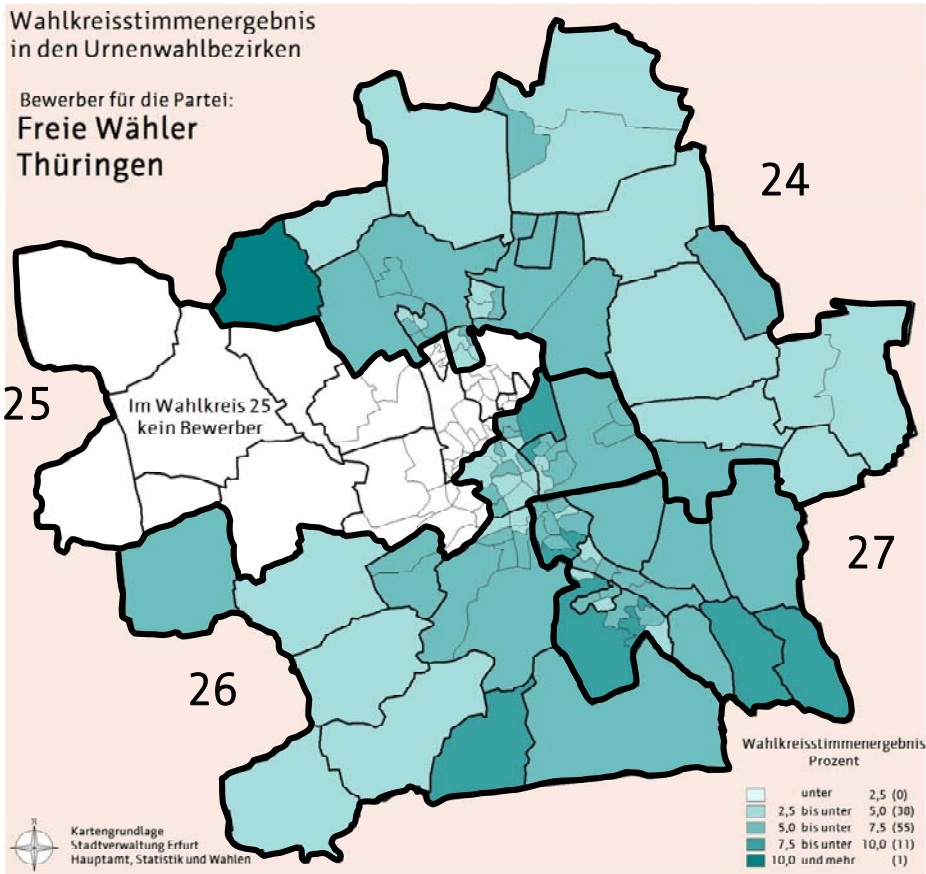 Wahlkreisstimmenergebnis
in den Urnenwahlbezirken
Bewerber für die Partei:
Freie Wähler
Thüringen
24
25
Im Wahlkreis 25
kein Bewerber
27
26
Wahlkreisstimmenergebnis
Prozent
unter 2,5 (0)
2,5 bis unter 5,0 (38)
5,0 bis unter 7,5 (55)
7,5 bis unter 10,0 (11)
10,0 und mehr (1)
N
Kartengrundlage
Stadtverwaltung Erfurt
Hauptamt, Statistik und Wahlen